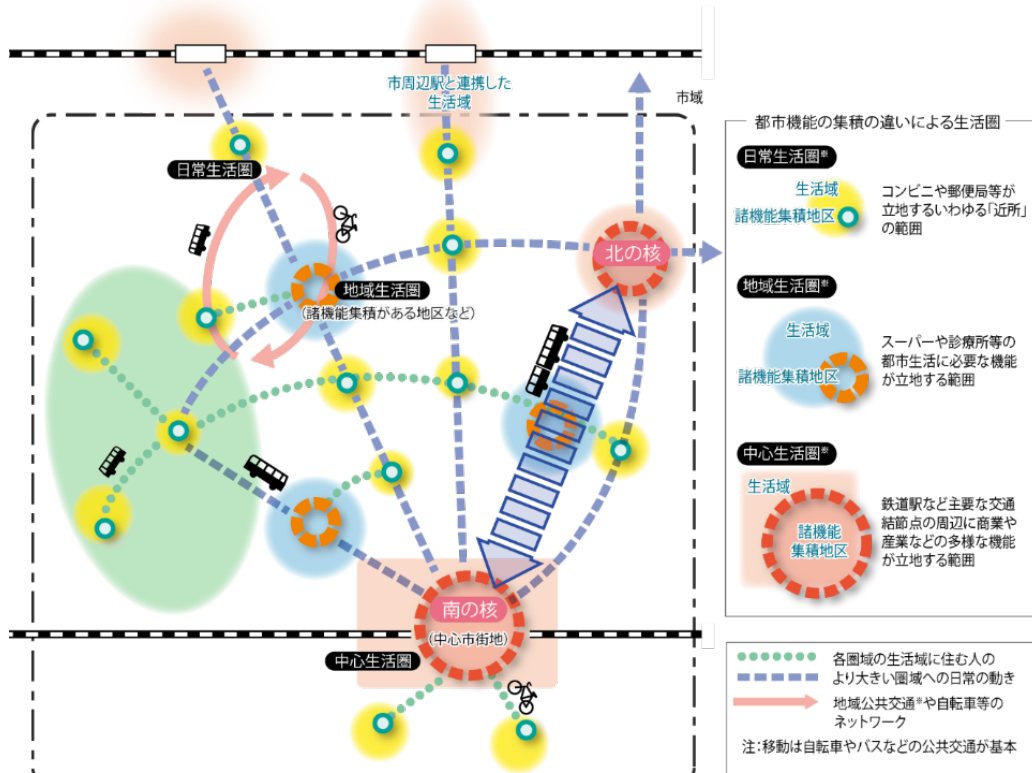 市周辺駅と連携した
生活域
市域
日常生活圏
地域生活圏
(諸機能集積がある地区など)
北の核
南の核
(中心市街地)
中心生活圏
都市機能の集積の違いによる生活圏
日常生活圏※
生活域
諸機能集積地区
コンビニや郵便局等が
立地するいわゆる「近所」
の範囲
地域生活圏※
生活域
諸機能集積地区
スーパーや診療所等の
都市生活に必要な機能
が立地する範囲
中心生活圏※
生活域
諸機能
集積地区
鉄道駅など主要な交通
結節点の周辺に商業や
産業などの多様な機能
が立地する範囲
各圏域の生活域に住む人の
より大きい圏域への日常の動き
地域公共交通※や自転車等の
ネットワーク
注:移動は自転車やバスなどの公共交通が基本